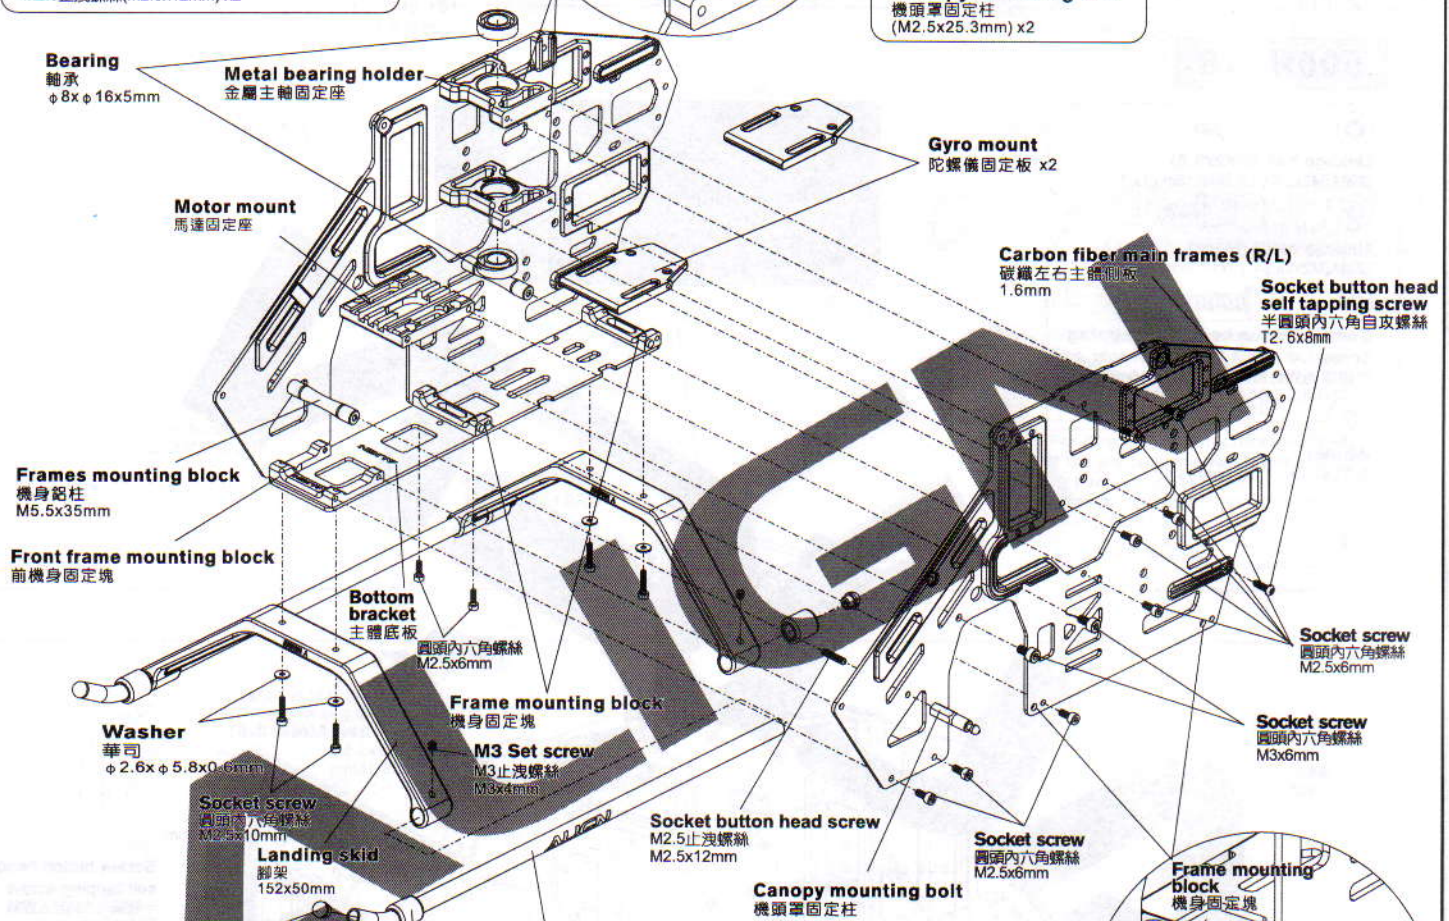 機頭罩固定柱
(M2.5x25.3mm) x2
Bearing
軸承
φ8xφ16x5mm
Metal bearing holder
金屬主軸固定座
Gyro mount
陀螺儀固定板 x2
Motor mount
馬達固定座
Carbon fiber main frames (R/L)
碳纖左右主體側板
1.6mm
Socket button head
self tapping screw
半圓頭內六角自攻螺絲
T2.6x8mm
Frames mounting block
機身鋁柱
M5.5x35mm
Front frame mounting block
前機身固定塊
Bottom
bracket
主體底板
圓頭內六角螺絲
M2.5x6mm
Frame mounting block
機身固定塊
Washer
華司
φ2.6xφ5.8x0.6mm
M3 Set screw
M3止洩螺絲
M3x4mm
Socket screw
圓頭內六角螺絲
M2.5x10mm
Landing skid
腳架
152x50mm
ALIGN
Socket button head screw
M2.5止洩螺絲
M2.5x12mm
Canopy mounting bolt
機頭罩固定柱
Socket screw
圓頭內六角螺絲
M2.5x6mm
Socket screw
圓頭內六角螺絲
M3x6mm
Socket screw
圓頭內六角螺絲
M2.5x6mm
Frame mounting
block
機身固定塊
ALIGN